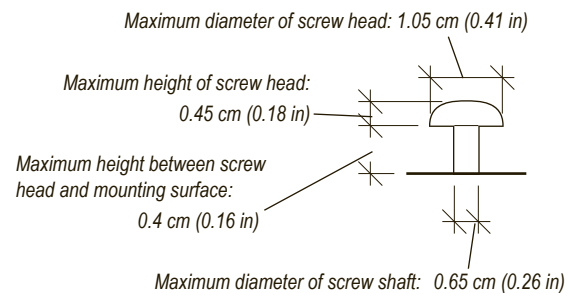 Maximum diameter of screw head: 1.05 cm (0.41 in)
Maximum height of screw head:
0.45 cm (0.18 in)
Maximum height between screw
head and mounting surface:
0.4 cm (0.16 in)
Maximum diameter of screw shaft: 0.65 cm (0.26 in)